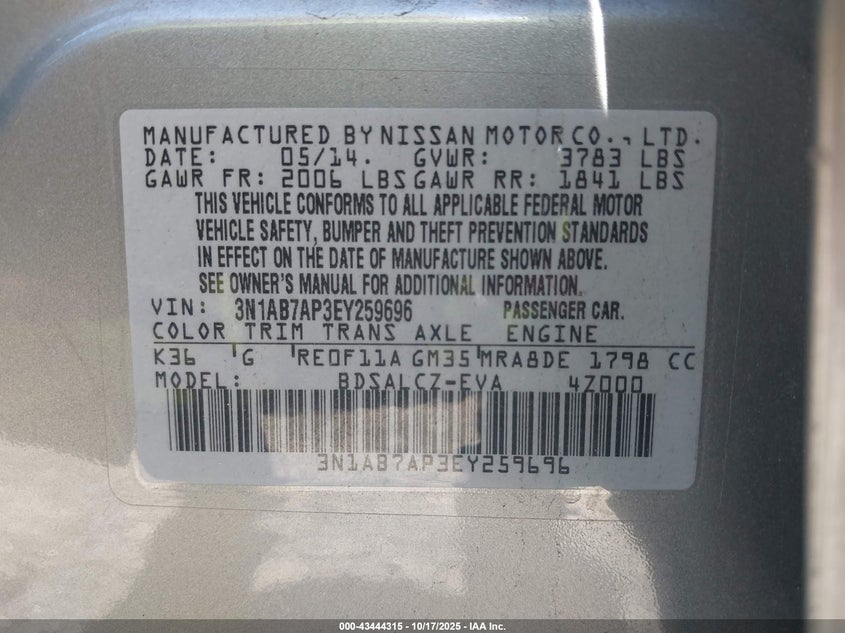 MANUFACTURED BY NISSAN MOTOR CO., LTD.
DATE: 05/14. GVWR: 3783 LBS
GAWR FR: 2006 LBS GAWR RR: 1841 LBS
THIS VEHICLE CONFORMS TO ALL APPLICABLE FEDERAL MOTOR
VEHICLE SAFETY, BUMPER AND THEFT PREVENTION STANDARDS
IN EFFECT ON THE DATE OF MANUFACTURE SHOWN ABOVE.
SEE OWNER'S MANUAL FOR ADDITIONAL INFORMATION.
VIN: 3N1AB7AP3EY259696 PASSENGER CAR.
COLOR TRIM TRANS AXLE ENGINE
K36 'G 'RE0F11A GM35'MRA8DE 1798 CC
MODEL: BDSALCZ-EVA 4Z000
3N1AB7AP3EY259696
000-43444315 - 10/17/2025 - IAA Inc.